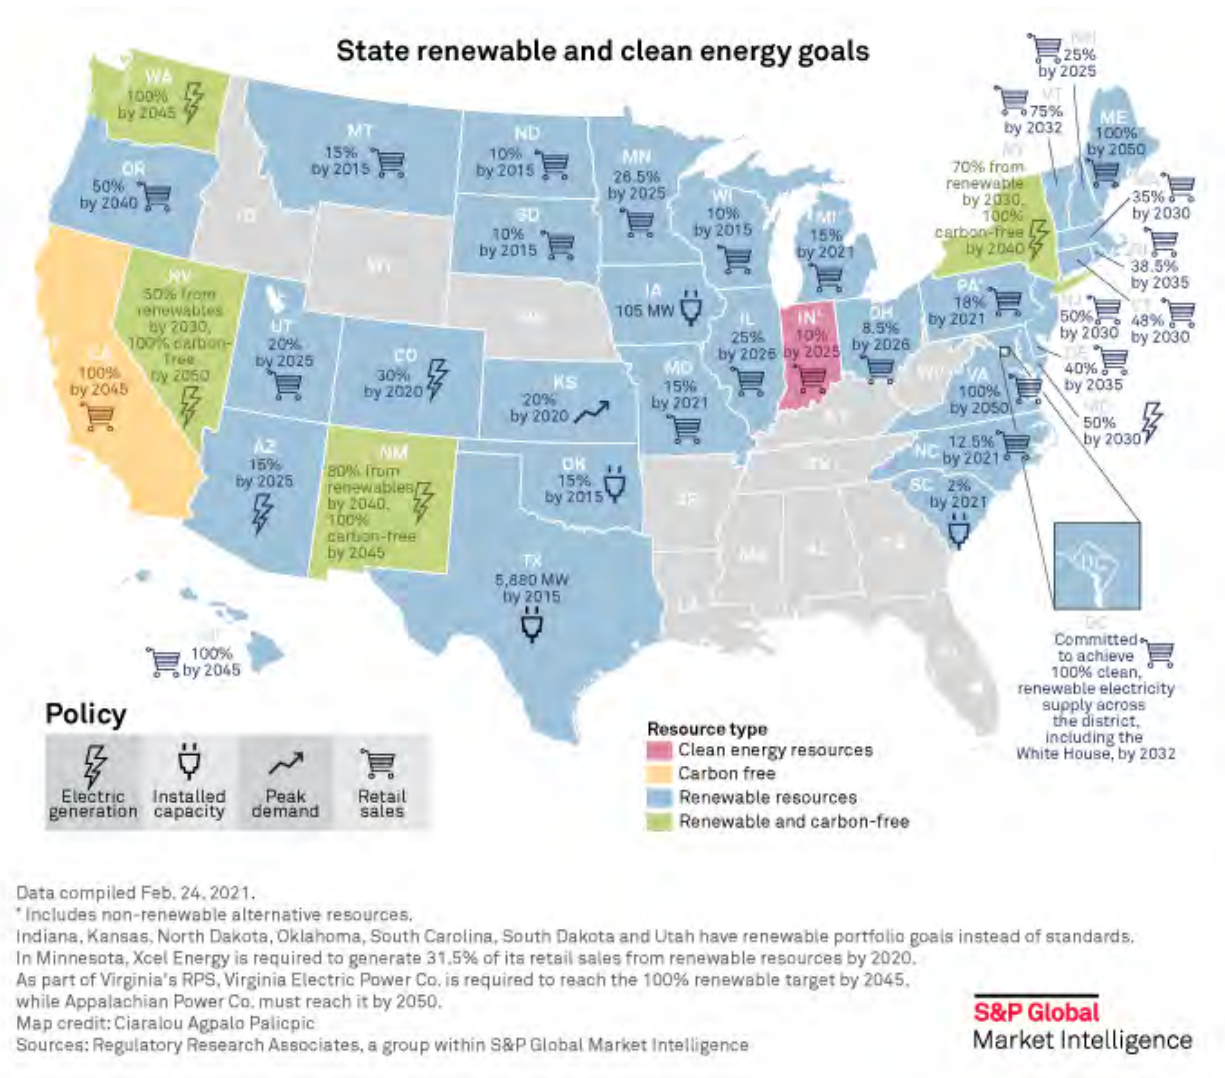 State renewable and clean energy goals
WA
100%
by 2045
OR
50%
by 2040
CA
100%
by 2045
NV
50% from
renewables
by 2030,
100% carbon-
free
by 2050
ID
MT
15%
by 2015
WY
UT
20%
by 2025
CO
30%
by 2020
AZ
15%
by 2025
NM
80% from
renewables
by 2040,
100%
carbon-free
by 2045
ND
10%
by 2015
SD
10%
by 2015
KS
20%
by 2020
OK
15%
by 2015
TX
5,880 MW
by 2015
MN
26.5%
by 2025
IA
105 MW
MO
15%
by 2021
AR
LA
WI
10%
by 2015
IL
25%
by 2026
MI*
15%
by 2021
IN*
10%
by 2025
OH
8.5%
by 2026
KY
TN
AL
WV
PA*
18%
by 2021
VA
100%
by 2050
NC
12.5%
by 2021
SC
2%
by 2021
70% from
renewable
by 2030,
100%
carbon-free
by 2040
25%
by 2025
VT
75%
by 2032
ME
100%
by 2050
35%
by 2030
RI
38.5%
by 2035
NJ
50%
by 2030
CT
48%
by 2030
DE
40%
by 2035
50%
by 2030
DC
DC
Committed
to achieve
100% clean,
renewable electricity
supply across
the district,
including the
White House, by 2032
HI
100%
by 2045
Policy
Electric
generation
Installed
capacity
Peak
demand
Retail
sales
Resource type
Clean energy resources
Carbon free
Renewable resources
Renewable and carbon-free
Data compiled Feb. 24, 2021.
* Includes non-renewable alternative resources.
Indiana, Kansas, North Dakota, Oklahoma, South Carolina, South Dakota and Utah have renewable portfolio goals instead of standards.
In Minnesota, Xcel Energy is required to generate 31.5% of its retail sales from renewable resources by 2020.
As part of Virginia's RPS, Virginia Electric Power Co. is required to reach the 100% renewable target by 2045,
while Appalachian Power Co. must reach it by 2050.
Map credit: Ciaralou Agpalo Palicpic
Sources: Regulatory Research Associates, a group within S&P Global Market Intelligence
S&P Global
Market Intelligence